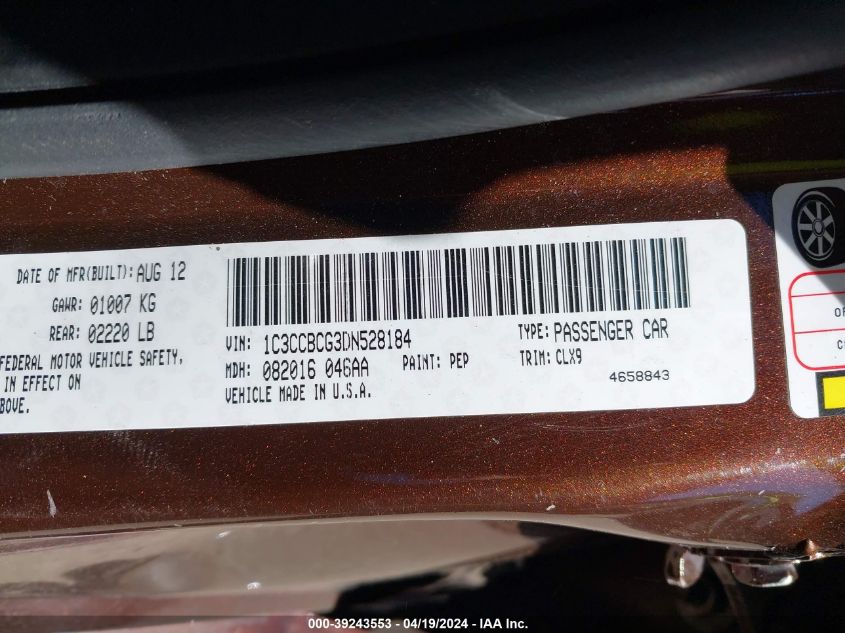 DATE OF MFR(BUILT): AUG 12
GAWR: 01007 KG
REAR: 02220 LB
FEDERAL MOTOR VEHICLE SAFETY,
IN EFFECT ON
VIN: 1C3CCBCG3DN528184
TYPE: PASSENGER CAR
MDH: 082016 046AA
PAINT: PEP
TRIM: CLX9
VEHICLE MADE IN U.S.A.
4658843
000-39243553 - 04/19/2024 - IAA Inc.